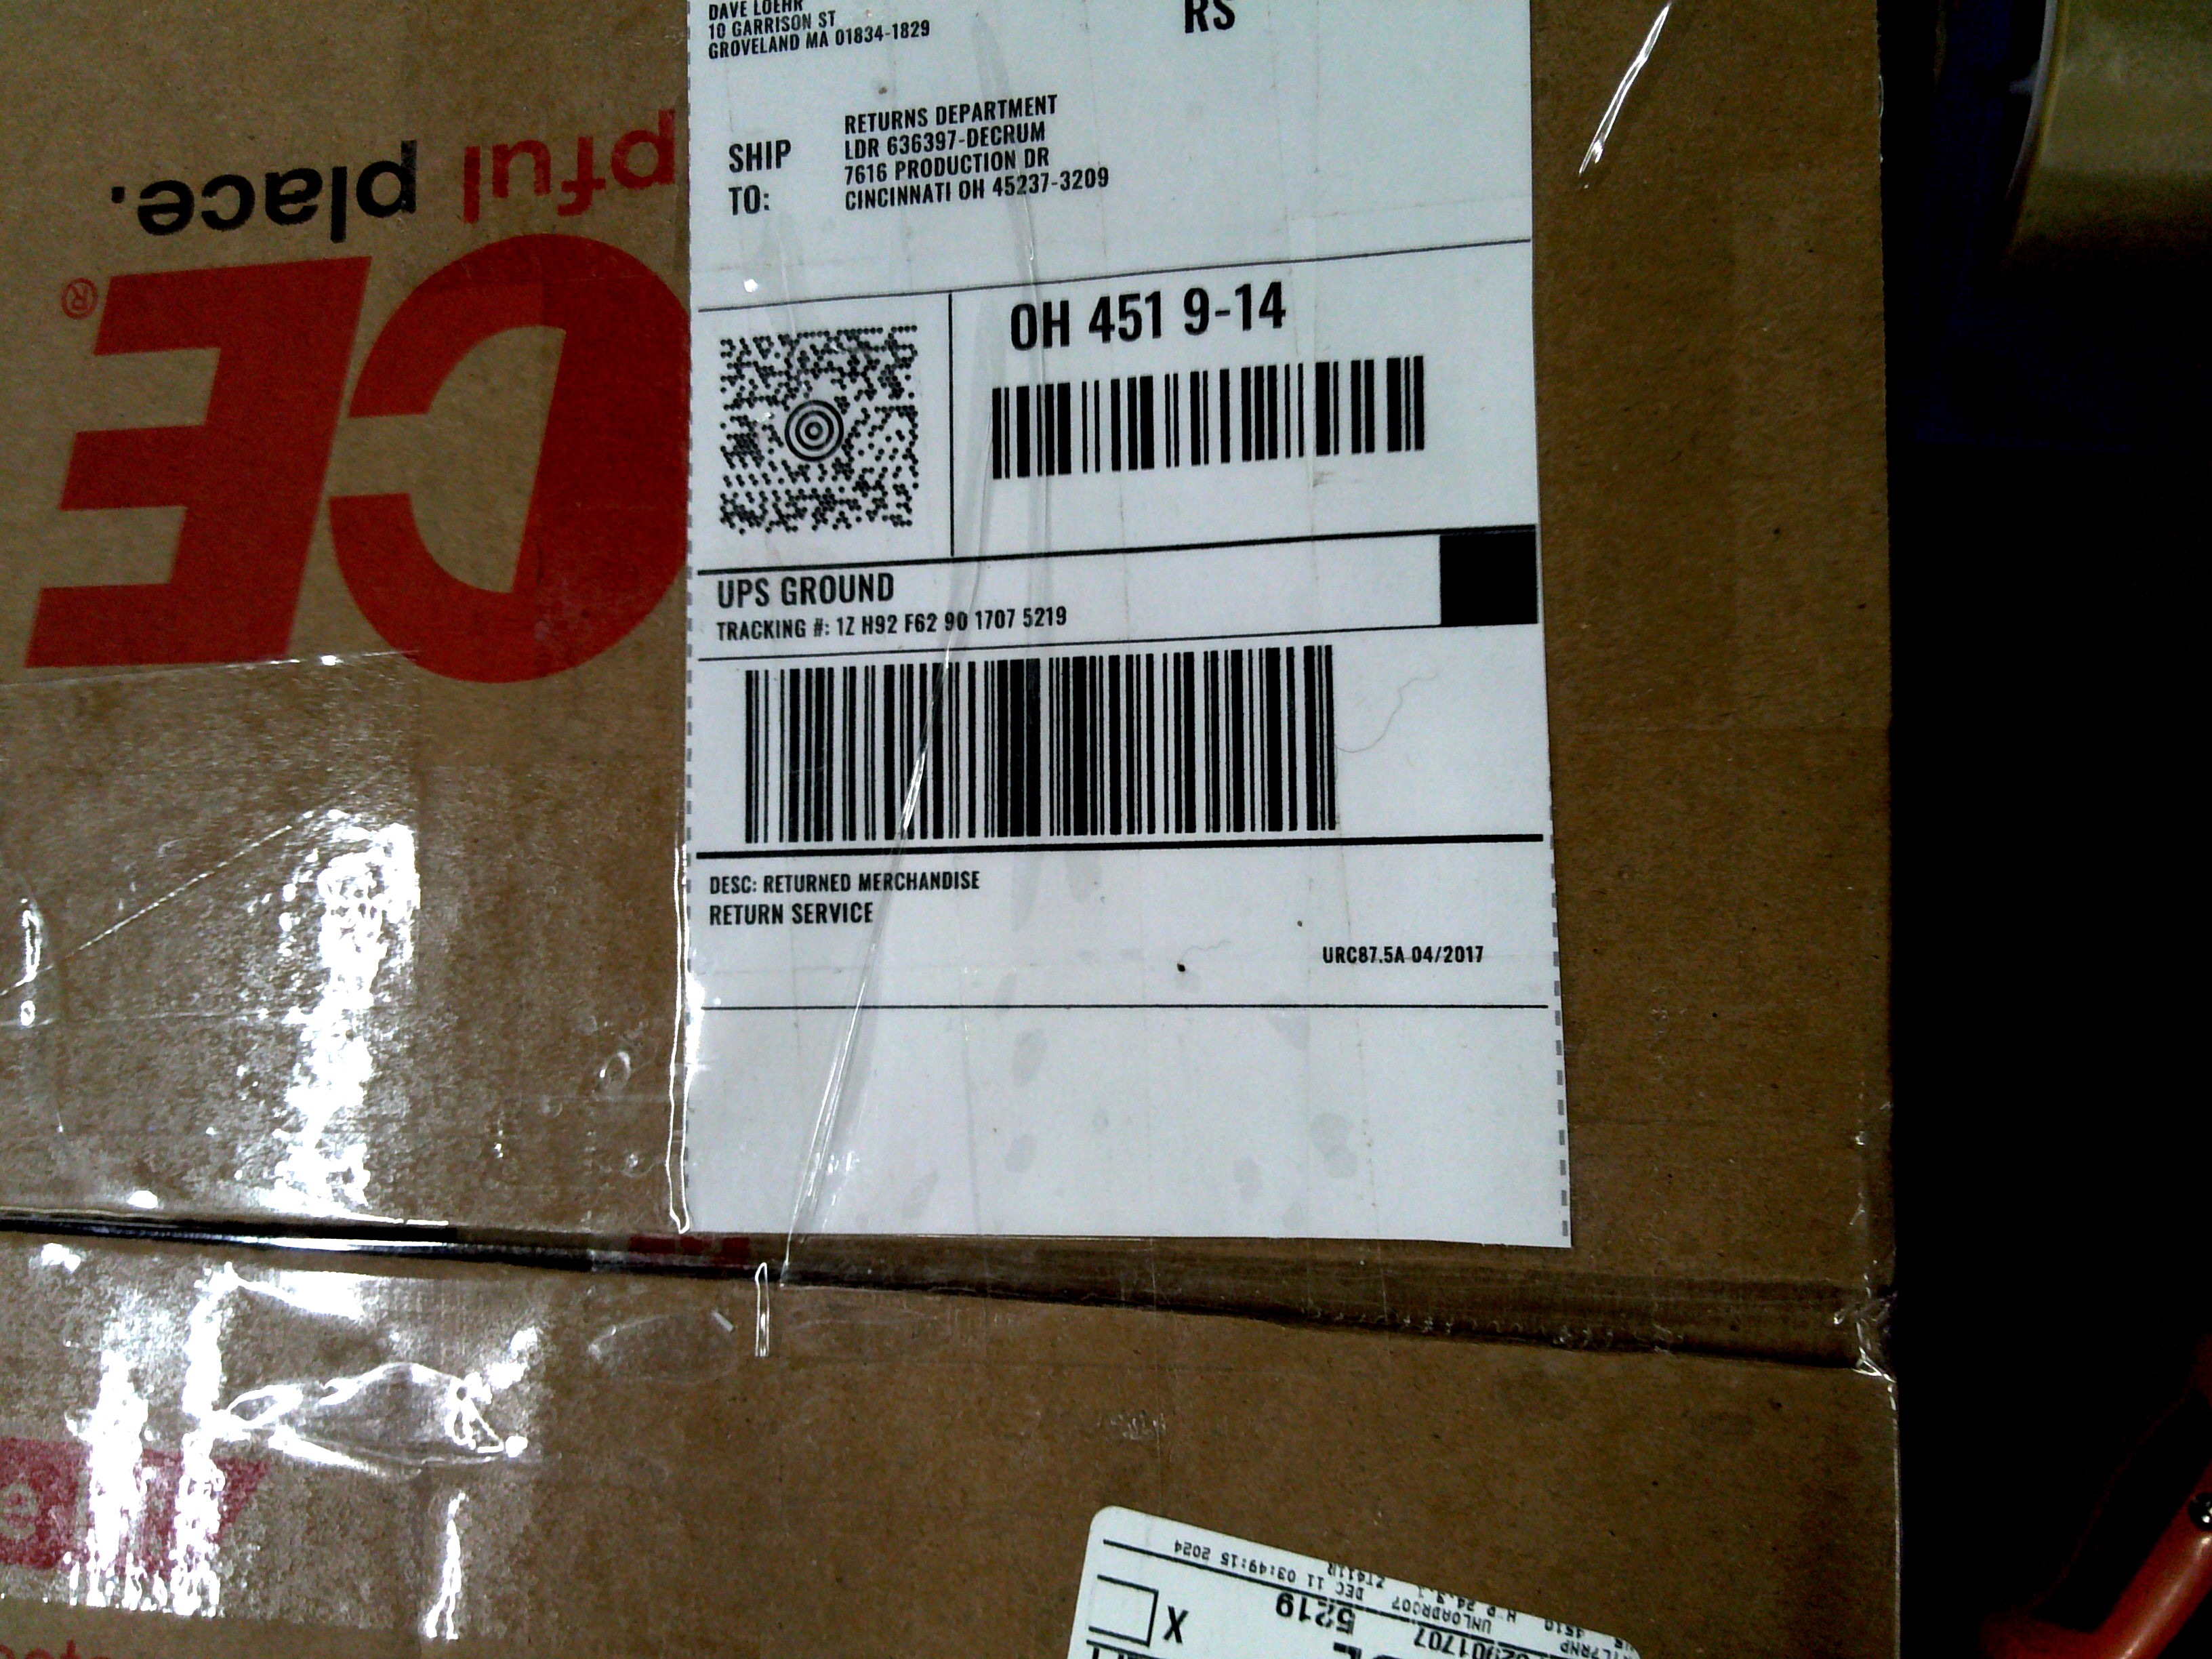 DAVE LOEHR
10 GARRISON ST
GROVELAND MA 01834-1829
RS
SHIP TO:
RETURNS DEPARTMENT
LDR 636397-DECRUM
7616 PRODUCTION DR
CINCINNATI OH 45237-3209
OH 451 9-14
UPS GROUND
TRACKING #: 1Z H92 F62 90 1707 5219
DESC: RETURNED MERCHANDISE
RETURN SERVICE
URC87.5A 04/2017
pful place.
CE®
DEC 11 03:49:15 2024
ZT411R
UNLOADR007
5219
X